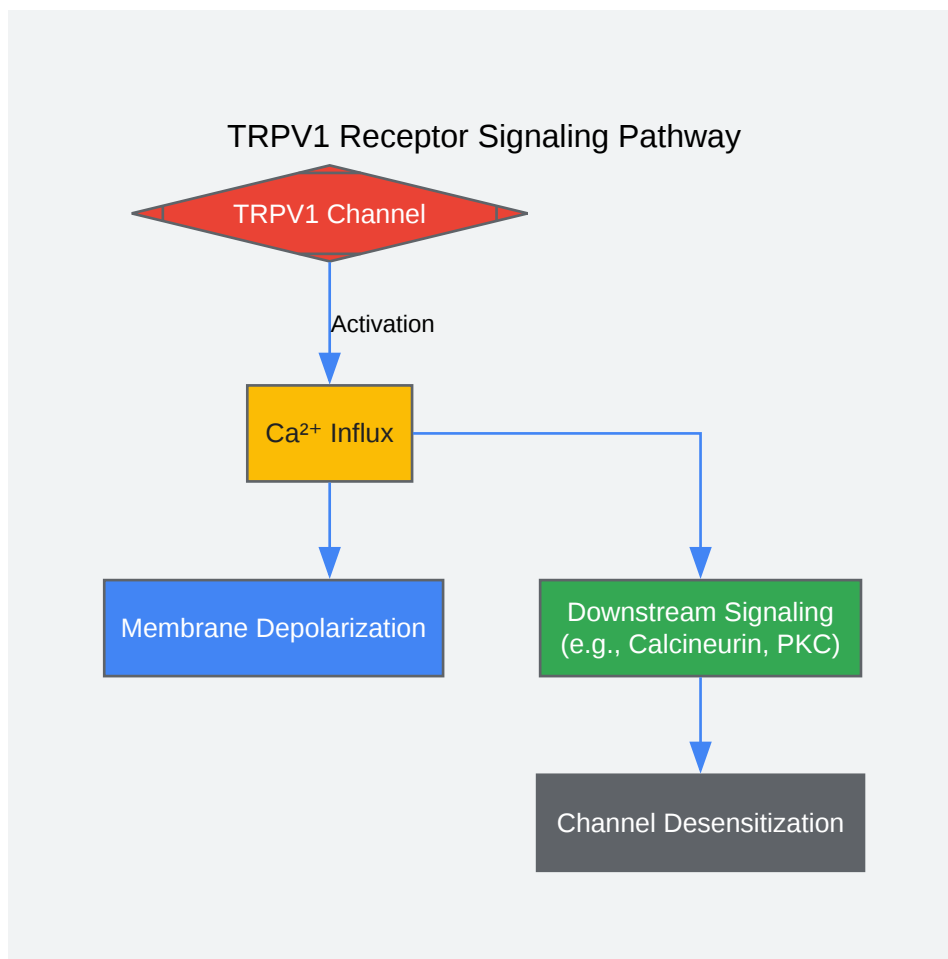 TRPV1 Receptor Signaling Pathway
TRPV1 Channel
Activation
Ca²⁺ Influx
Membrane Depolarization
Downstream Signaling
(e.g., Calcineurin, PKC)
Channel Desensitization